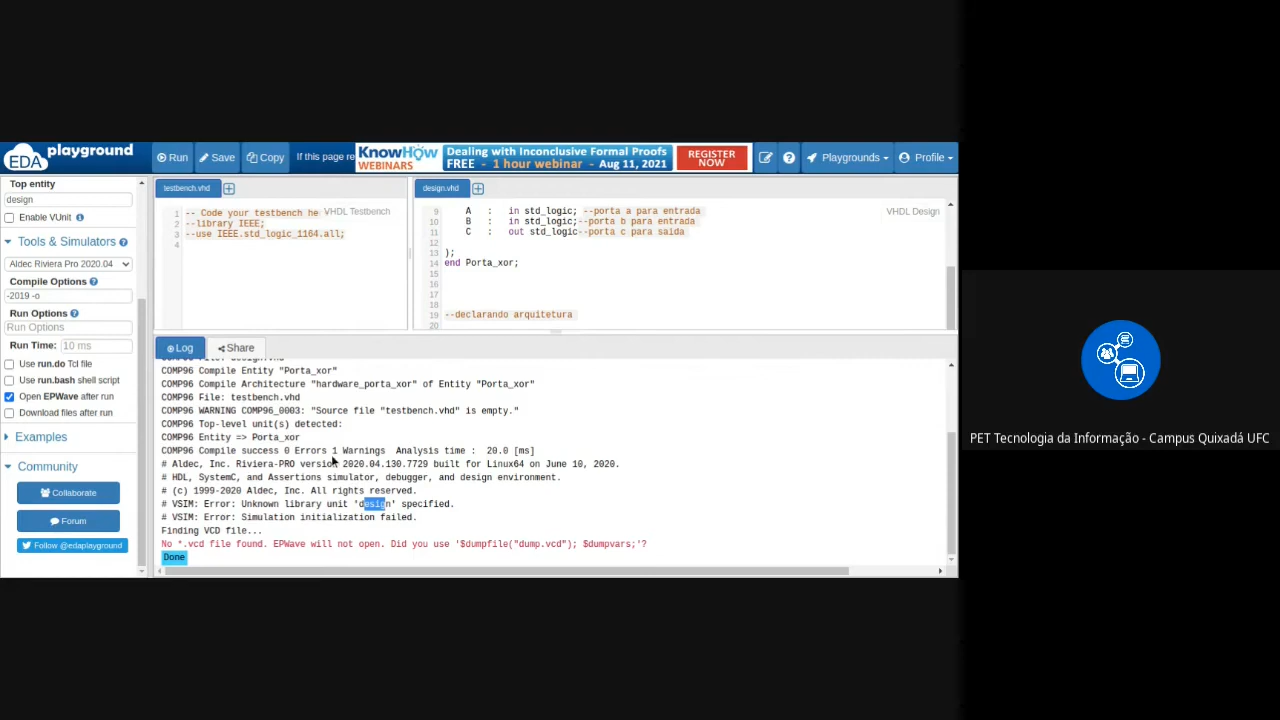 EDA playground
Run
Save
Copy
If this page re
KnowHow WEBINARS
Dealing with Inconclusive Formal Proofs
FREE - 1 hour webinar - Aug 11, 2021
REGISTER NOW
Playgrounds
Profile
Top entity
design
Enable VUnit
Tools & Simulators
Aldec Riviera Pro 2020.04
Compile Options
-2019 -o
Run Options
Run Options
Run Time: 10 ms
Use run.do Tcl file
Use run.bash shell script
Open EPWave after run
Download files after run
Examples
Community
Collaborate
Forum
Follow @edaplayground
testbench.vhd
VHDL Testbench
1 -- Code your testbench he
2 --library IEEE;
3 --use IEEE.std_logic_1164.all;
4
design.vhd
VHDL Design
9 A : in std_logic; --porta a para entrada
10 B : in std_logic;--porta b para entrada
11 C : out std_logic--porta c para saida
12
13 );
14 end Porta_xor;
15
16
17
18
19 --declarando arquitetura
20
Log
Share
COMP96 Compile Entity "Porta_xor"
COMP96 Compile Architecture "hardware_porta_xor" of Entity "Porta_xor"
COMP96 File: testbench.vhd
COMP96 WARNING COMP96_0003: "Source file "testbench.vhd" is empty."
COMP96 Top-level unit(s) detected:
COMP96 Entity => Porta_xor
COMP96 Compile success 0 Errors 1 Warnings Analysis time : 20.0 [ms]
# Aldec, Inc. Riviera-PRO version 2020.04.130.7729 built for Linux64 on June 10, 2020.
# HDL, SystemC, and Assertions simulator, debugger, and design environment.
# (c) 1999-2020 Aldec, Inc. All rights reserved.
# VSIM: Error: Unknown library unit 'design' specified.
# VSIM: Error: Simulation initialization failed.
Finding VCD file...
No *.vcd file found. EPWave will not open. Did you use '$dumpfile("dump.vcd"); $dumpvars;'?
Done
PET Tecnologia da Informação - Campus Quixadá UFC